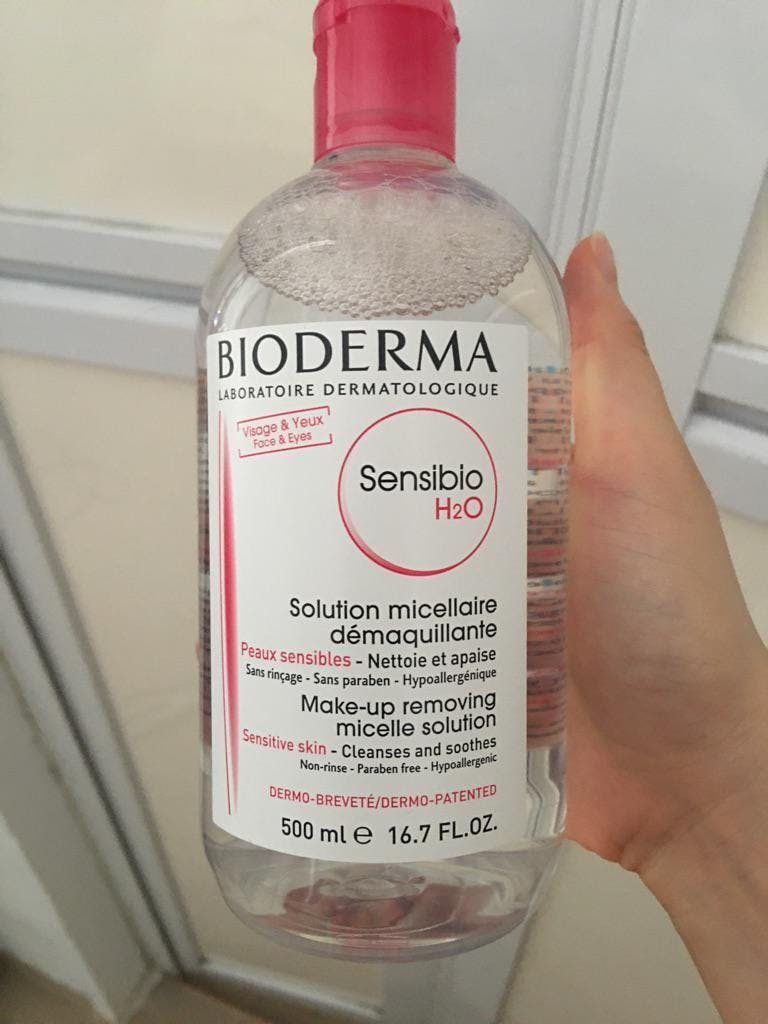 BIODERMA
LABORATOIRE DERMATOLOGIQUE
Visage & Yeux
Face & Eyes
Sensibio
H2O
Solution micellaire
démaquillante
Peaux sensibles - Nettoie et apaise
Sans rinçage - Sans paraben - Hypoallergénique
Make-up removing
micelle solution
Sensitive skin - Cleanses and soothes
Non-rinse - Paraben free - Hypoallergenic
DERMO-BREVETÉ/DERMO-PATENTED
500 ml e 16.7 FL.OZ.